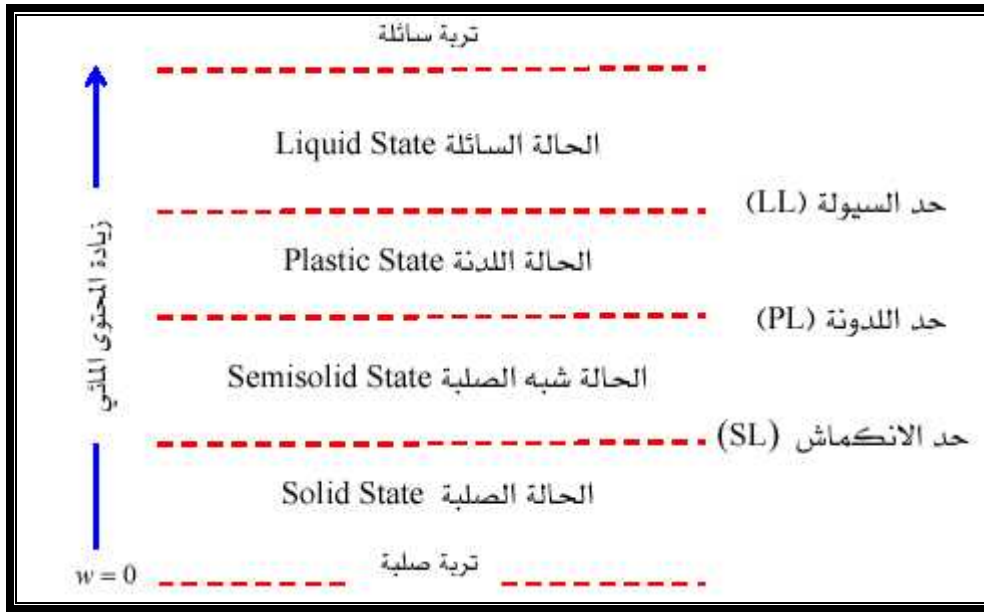 تربة سائلة
الحالة السائلة Liquid State
حد السيولة (LL)
الحالة اللدنة Plastic State
زيادة المحتوى المائي
حد اللدونة (PL)
الحالة شبه الصلبة Semisolid State
حد الانكماش (SL)
الحالة الصلبة Solid State
تربة صلبة
w = 0